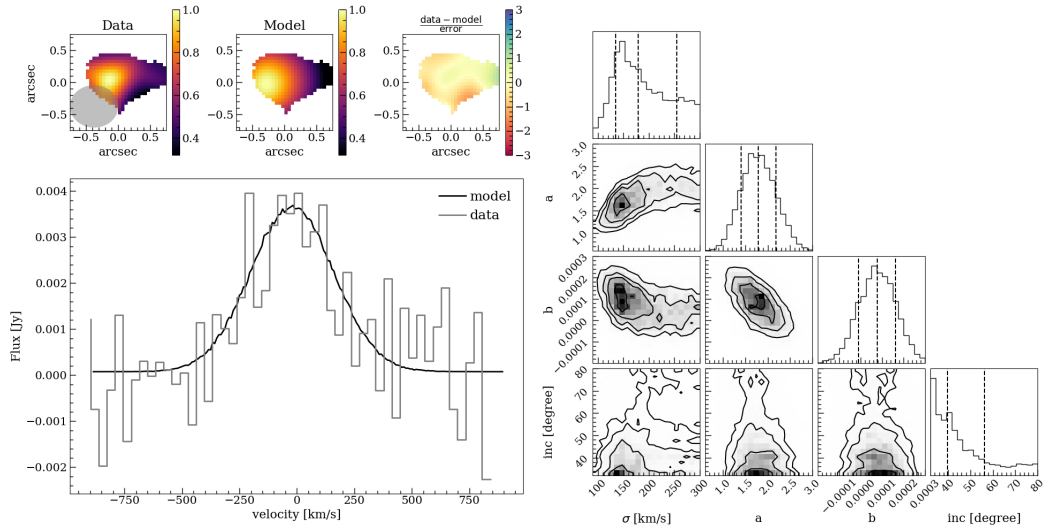 Data
Model
data − model
error
arcsec
0.5
0.0
−0.5
−0.5 0.0 0.5
arcsec
1.0
0.8
0.6
0.4
−0.5 0.0 0.5
arcsec
1.0
0.8
0.6
0.4
−0.5 0.0 0.5
arcsec
3
2
1
0
−1
−2
−3
Flux [Jy]
0.004
0.003
0.002
0.001
0.000
−0.001
−0.002
model
data
−750 −500 −250 0 250 500 750
velocity [km/s]
a
3.0
2.5
2.0
1.5
1.0
b
0.0003
0.0002
0.0001
0.0000
−0.0001
inc [degree]
80
70
60
50
40
100 150 200 250 300
σ [km/s]
1.0 1.5 2.0 2.5 3.0
a
−0.0001 0.0000 0.0001 0.0002 0.0003
b
40 50 60 70 80
inc [degree]